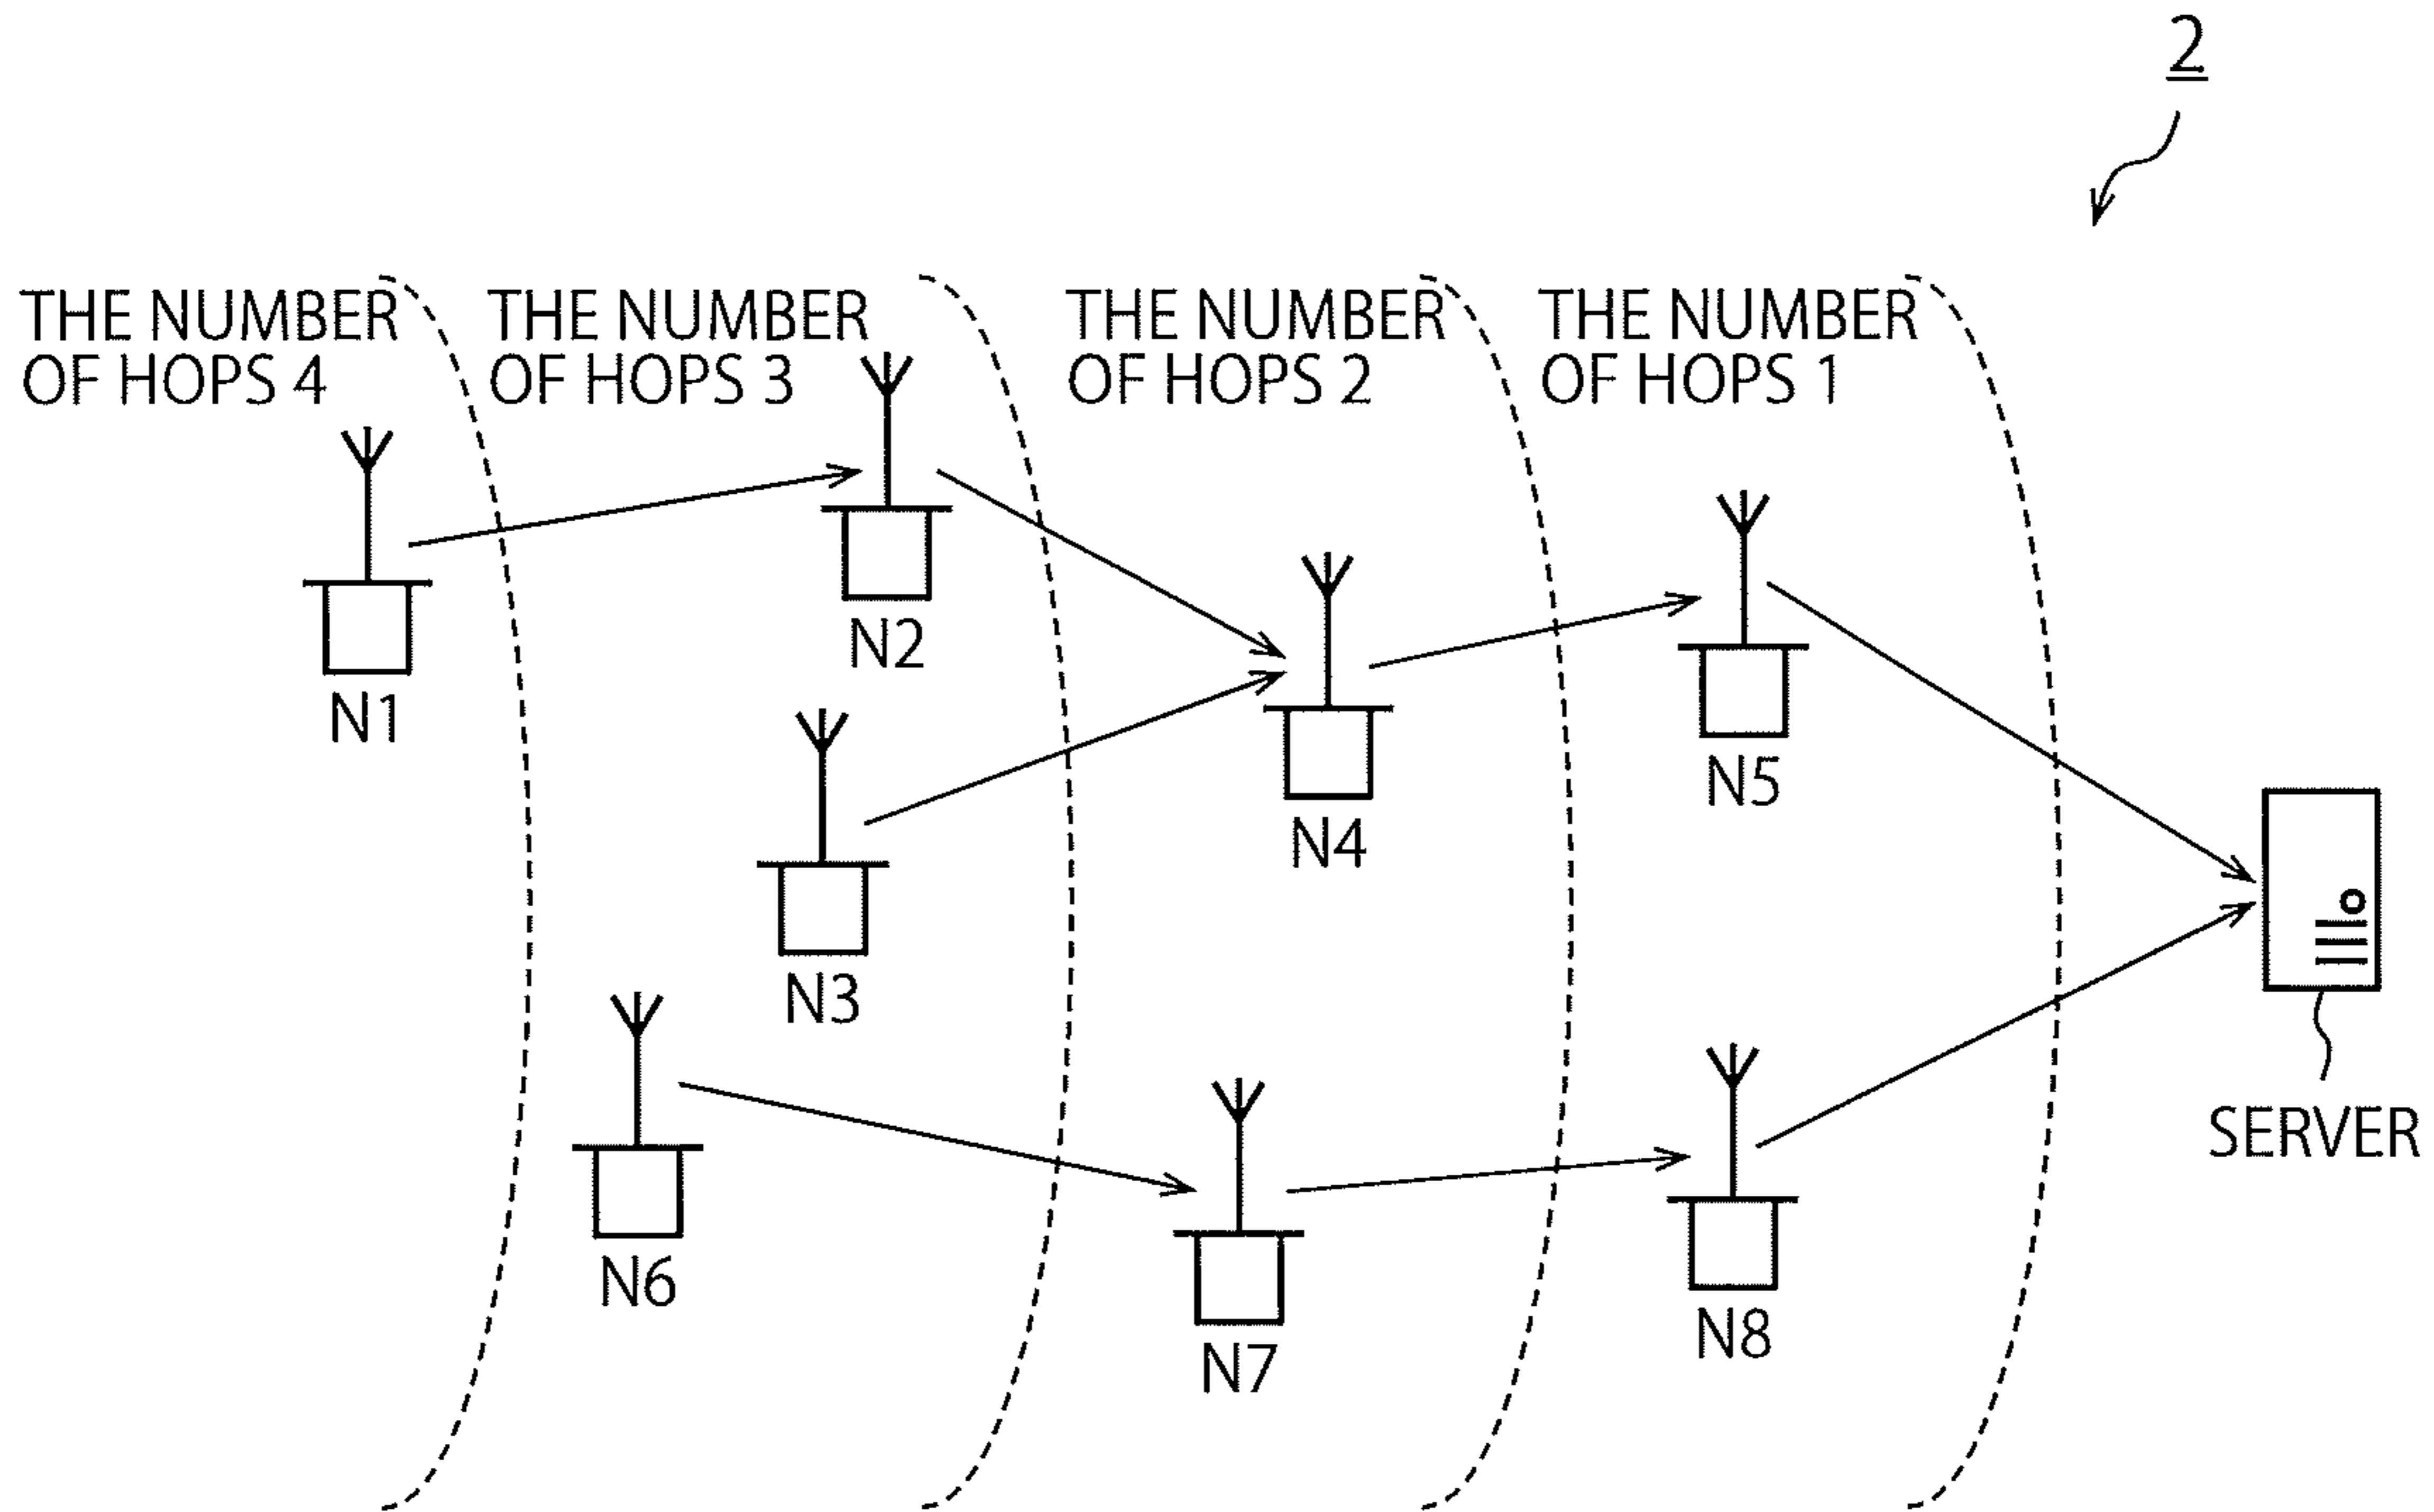 2
THE NUMBER
OF HOPS 4
THE NUMBER
OF HOPS 3
THE NUMBER
OF HOPS 2
THE NUMBER
OF HOPS 1
N1
N2
N3
N4
N5
N6
N7
N8
SERVER